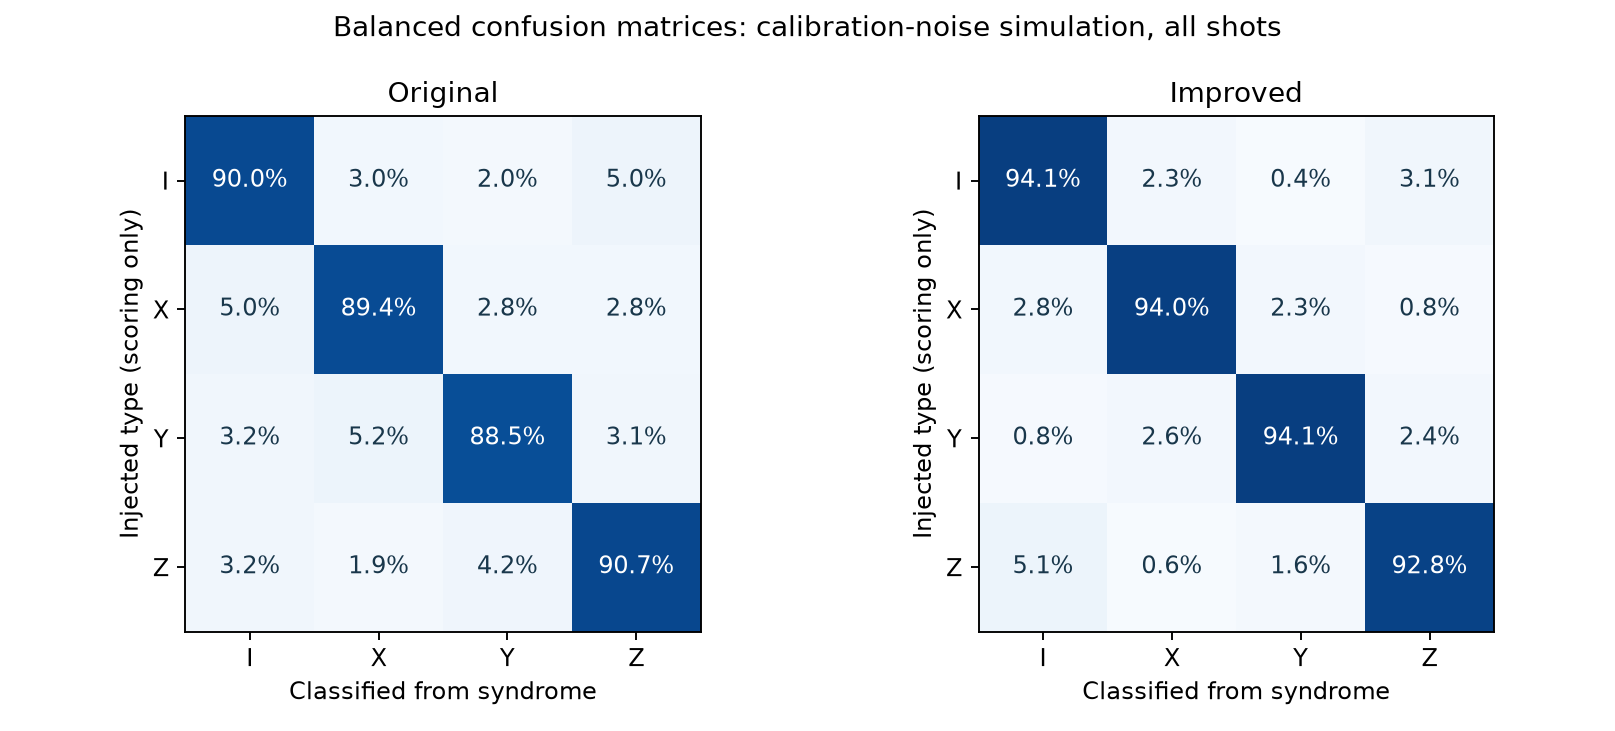 Balanced confusion matrices: calibration-noise simulation, all shots
Original
Injected type (scoring only)
I 90.0% 3.0% 2.0% 5.0%
X 5.0% 89.4% 2.8% 2.8%
Y 3.2% 5.2% 88.5% 3.1%
Z 3.2% 1.9% 4.2% 90.7%
I X Y Z
Classified from syndrome
Improved
Injected type (scoring only)
I 94.1% 2.3% 0.4% 3.1%
X 2.8% 94.0% 2.3% 0.8%
Y 0.8% 2.6% 94.1% 2.4%
Z 5.1% 0.6% 1.6% 92.8%
I X Y Z
Classified from syndrome